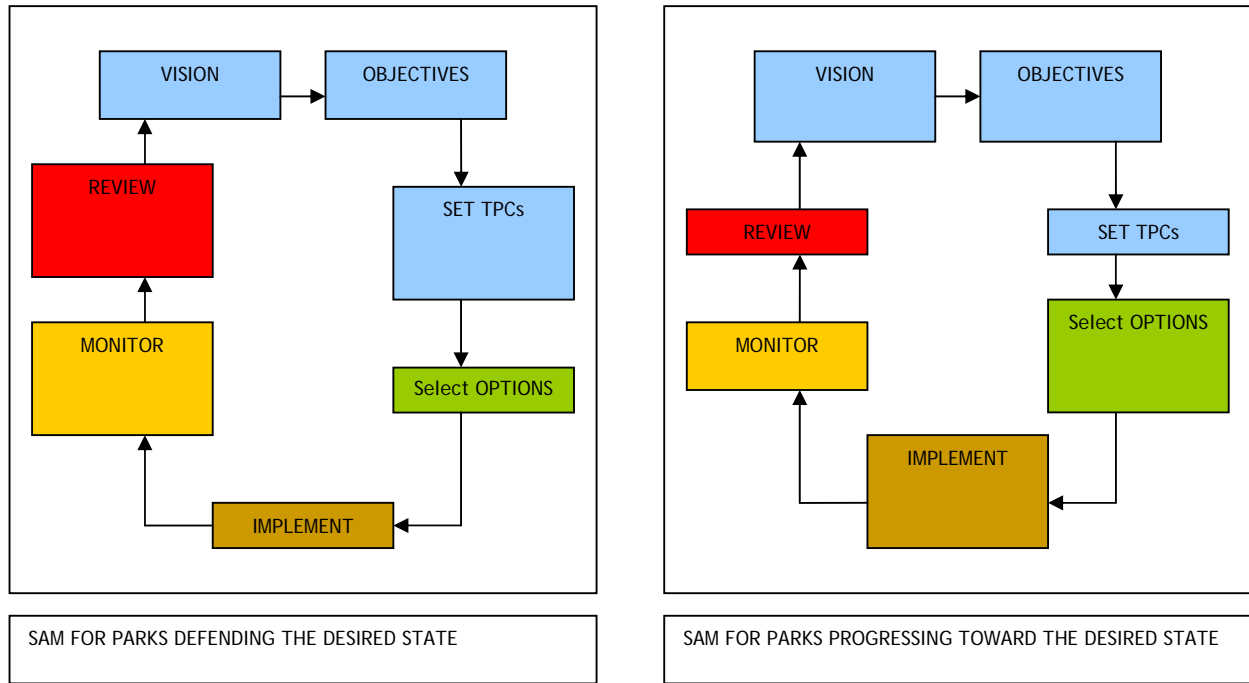 VISION
OBJECTIVES
REVIEW
SET TPCs
MONITOR
Select OPTIONS
IMPLEMENT
SAM FOR PARKS DEFENDING THE DESIRED STATE
VISION
OBJECTIVES
REVIEW
SET TPCs
Select OPTIONS
MONITOR
IMPLEMENT
SAM FOR PARKS PROGRESSING TOWARD THE DESIRED STATE